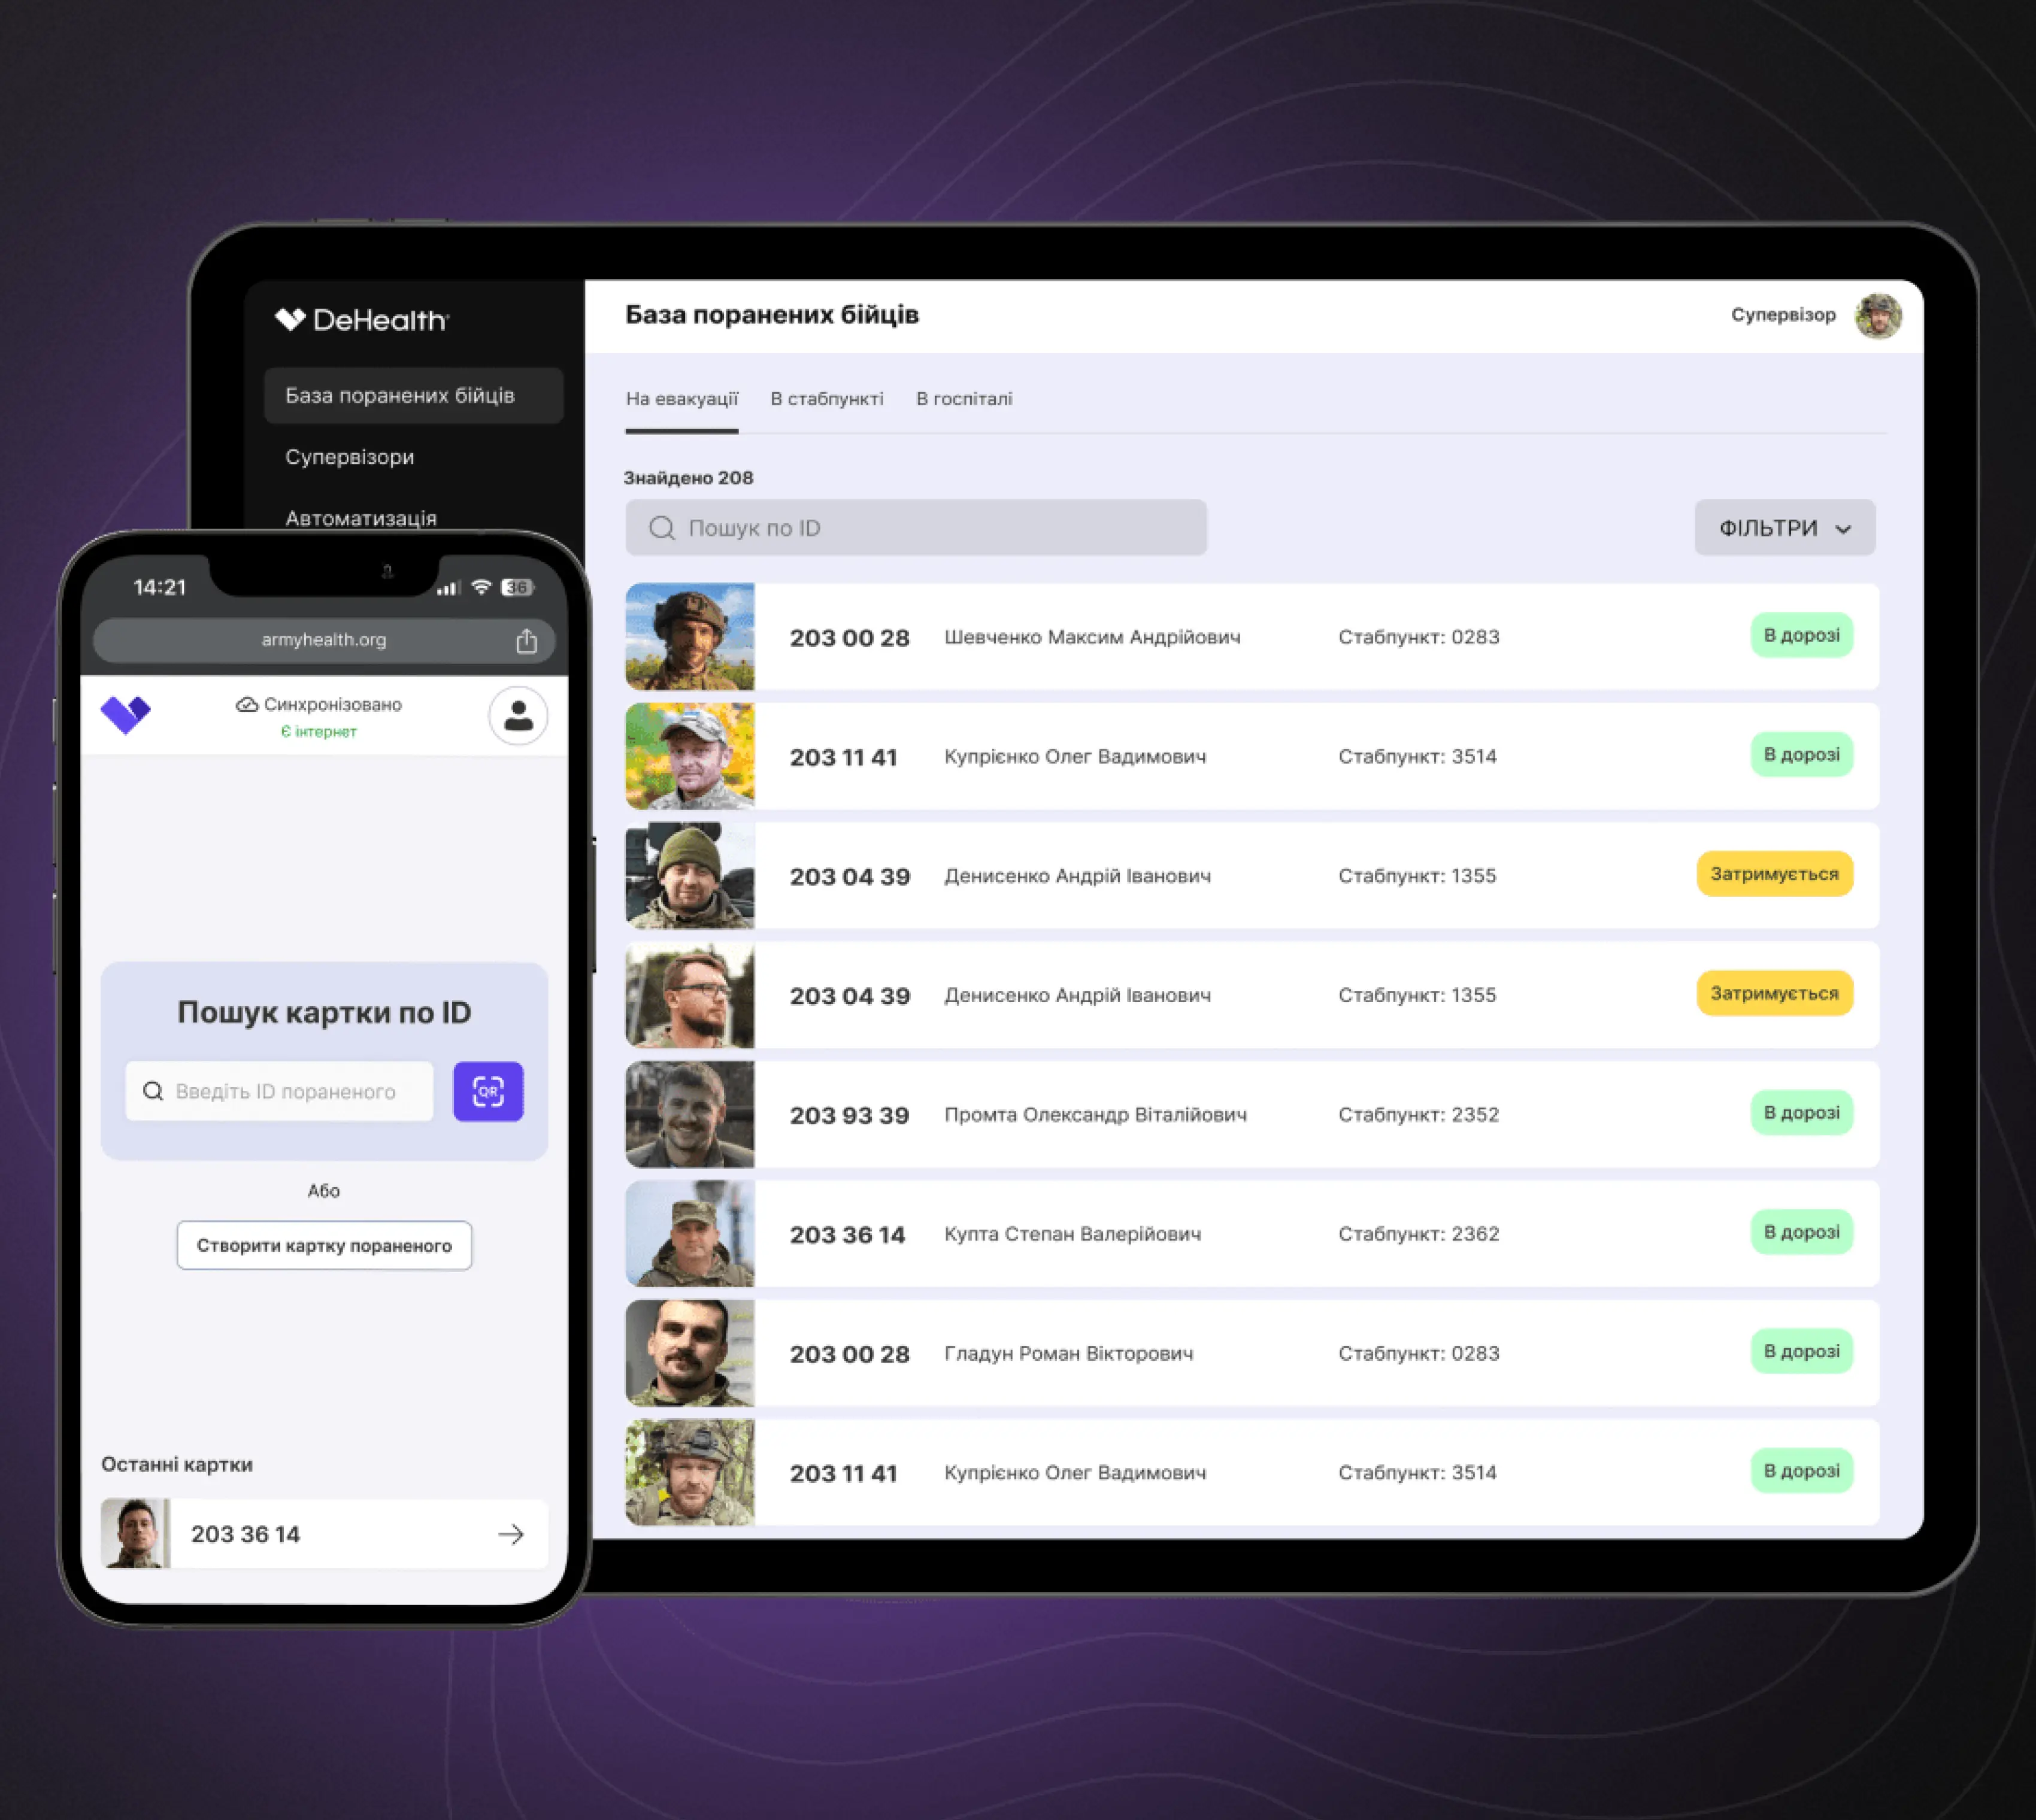 DeHealth
База поранених бійців
Супервізори
Автоматизація
База поранених бійців
Супервізор
На евакуації В стабпункті В госпіталі
Знайдено 208
Пошук по ID
ФІЛЬТРИ
203 00 28 Шевченко Максим Андрійович Стабпункт: 0283 В дорозі
203 11 41 Купрієнко Олег Вадимович Стабпункт: 3514 В дорозі
203 04 39 Денисенко Андрій Іванович Стабпункт: 1355 Затримується
203 04 39 Денисенко Андрій Іванович Стабпункт: 1355 Затримується
203 93 39 Промта Олександр Віталійович Стабпункт: 2352 В дорозі
203 36 14 Купта Степан Валерійович Стабпункт: 2362 В дорозі
203 00 28 Гладун Роман Вікторович Стабпункт: 0283 В дорозі
203 11 41 Купрієнко Олег Вадимович Стабпункт: 3514 В дорозі
14:21
36
armyhealth.org
Синхронізовано
Є інтернет
Пошук картки по ID
Введіть ID пораненого
QR
Або
Створити картку пораненого
Останні картки
203 36 14